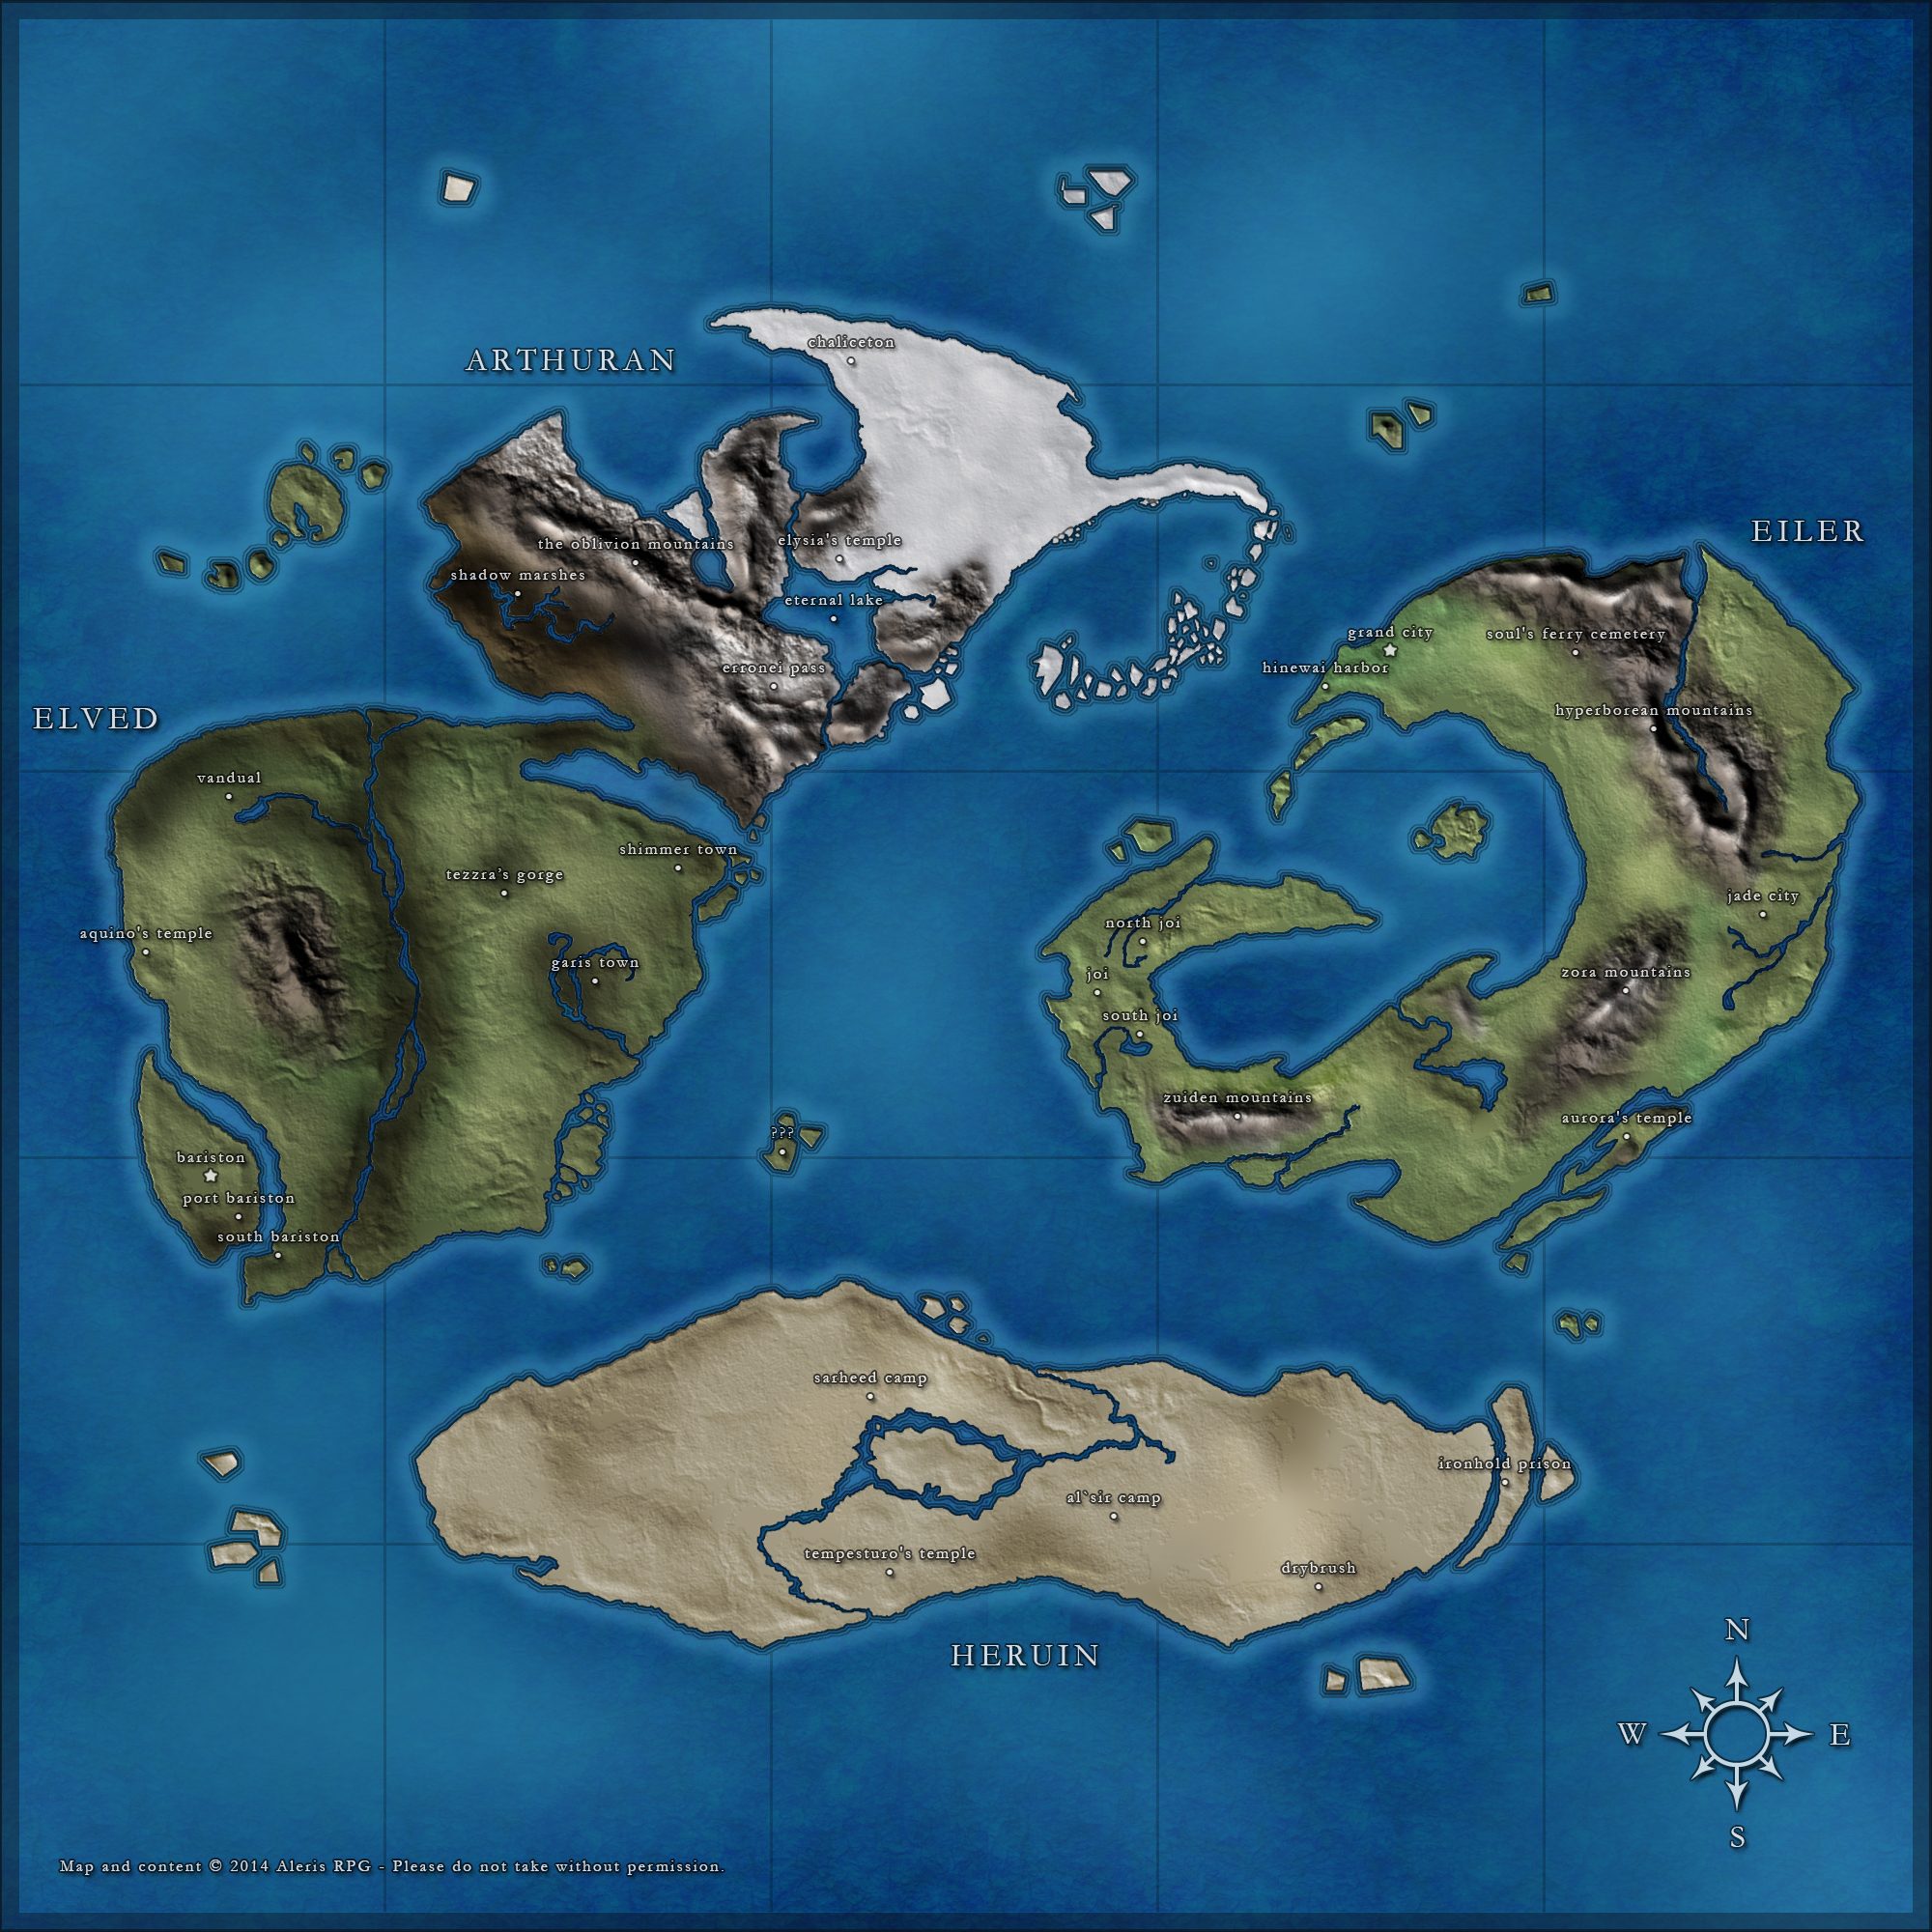 chaliceton
ARTHURAN
EILER
the oblivion mountains
elysia's temple
shadow marshes
eternal lake
grand city
soul's ferry cemetery
hinewai harbor
erronei pass
hyperborean mountains
ELVED
vandual
shimmer town
tezzra's gorge
jade city
north joi
aquino's temple
garis town
joi
zora mountains
south joi
zuiden mountains
aurora's temple
???
bariston
port bariston
south bariston
sarheed camp
ironhold prison
al`sir camp
tempesturo's temple
drybrush
HERUIN
N
W
E
S
Map and content © 2014 Aleris RPG - Please do not take without permission.